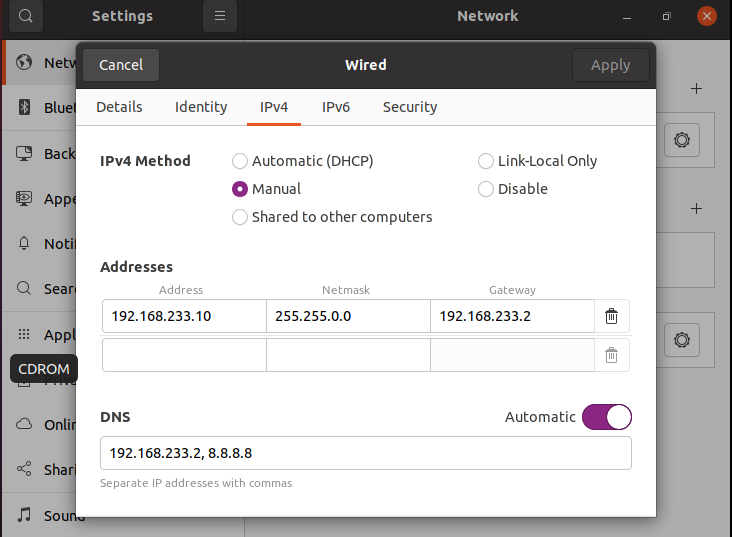 Settings
Network
Cancel
Wired
Apply
Details Identity IPv4 IPv6 Security
IPv4 Method
Automatic (DHCP)
Link-Local Only
Manual
Disable
Shared to other computers
Addresses
Address Netmask Gateway
192.168.233.10 255.255.0.0 192.168.233.2
DNS
Automatic
192.168.233.2, 8.8.8.8
Separate IP addresses with commas
Netw
Bluet
Back
Appe
Notif
Sear
Appl
CDROM
Onlin
Shari
Sound